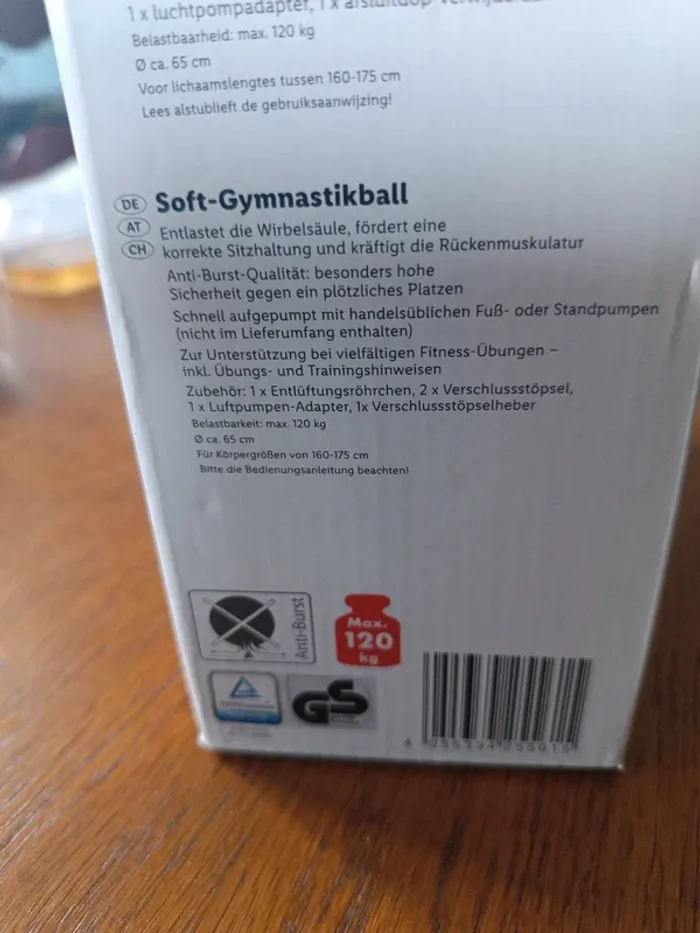 1 x luchtpompadapter, 1 x
Belastbaarheid: max. 120 kg
Ø ca. 65 cm
Voor lichaamslengtes tussen 160-175 cm
Lees alstublieft de gebruiksaanwijzing!
DE Soft-Gymnastikball
AT Entlastet die Wirbelsäule, fördert eine
CH korrekte Sitzhaltung und kräftigt die Rückenmuskulatur
Anti-Burst-Qualität: besonders hohe
Sicherheit gegen ein plötzliches Platzen
Schnell aufgepumpt mit handelsüblichen Fuß- oder Standpumpen
(nicht im Lieferumfang enthalten)
Zur Unterstützung bei vielfältigen Fitness-Übungen –
inkl. Übungs- und Trainingshinweisen
Zubehör: 1 x Entlüftungsröhrchen, 2 x Verschlussstöpsel,
1 x Luftpumpen-Adapter, 1x Verschlussstöpselheber
Belastbarkeit: max. 120 kg
Ø ca. 65 cm
Für Körpergrößen von 160-175 cm
Bitte die Bedienungsanleitung beachten!
Anti-Burst
Max.
120
kg
GS